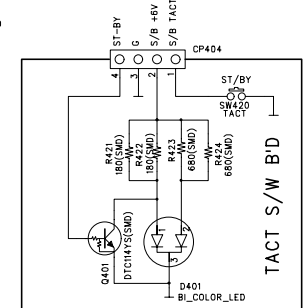 ST-BY
G
S/B +6V
S/B TACT
CP404
4
3
2
1
ST/BY
SW420
TACT
R421
180(SMD)
R422
180(SMD)
R423
680(SMD)
R424
680(SMD)
Q401
DTC114YS(SMD)
1
2
3
D401
BI_COLOR_LED
TACT S/W B'D